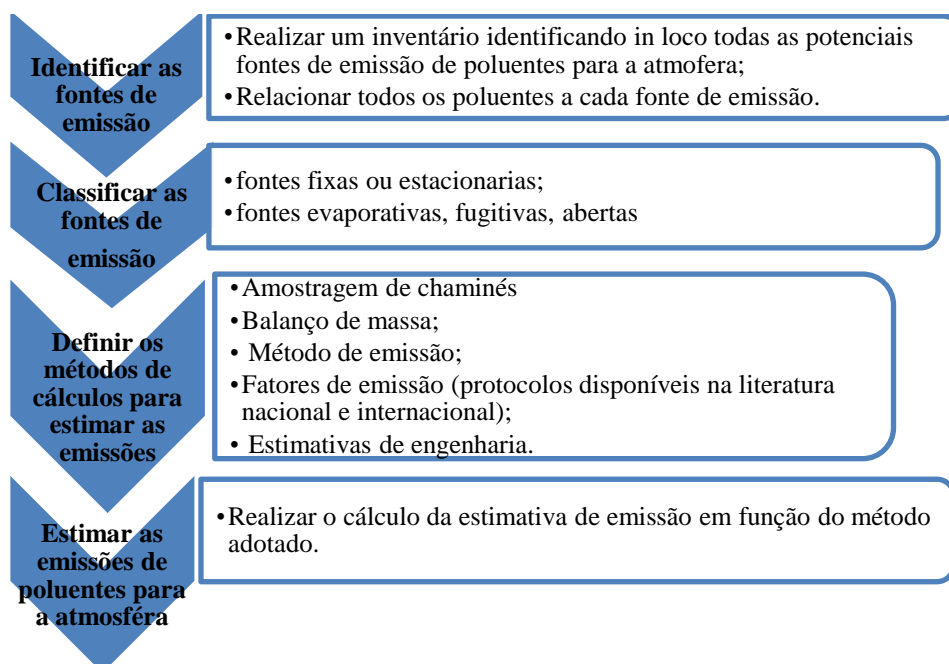 Identificar as
fontes de
emissão
•Realizar um inventário identificando in loco todas as potenciais
fontes de emissão de poluentes para a atmofera;
•Relacionar todos os poluentes a cada fonte de emissão.
Classificar as
fontes de
emissão
•fontes fixas ou estacionarias;
•fontes evaporativas, fugitivas, abertas
Definir os
métodos de
cálculos para
estimar as
emissões
•Amostragem de chaminés
•Balanço de massa;
• Método de emissão;
•Fatores de emissão (protocolos disponíveis na literatura
nacional e internacional);
• Estimativas de engenharia.
Estimar as
emissões de
poluentes para
a atmosféra
•Realizar o cálculo da estimativa de emissão em função do método
adotado.